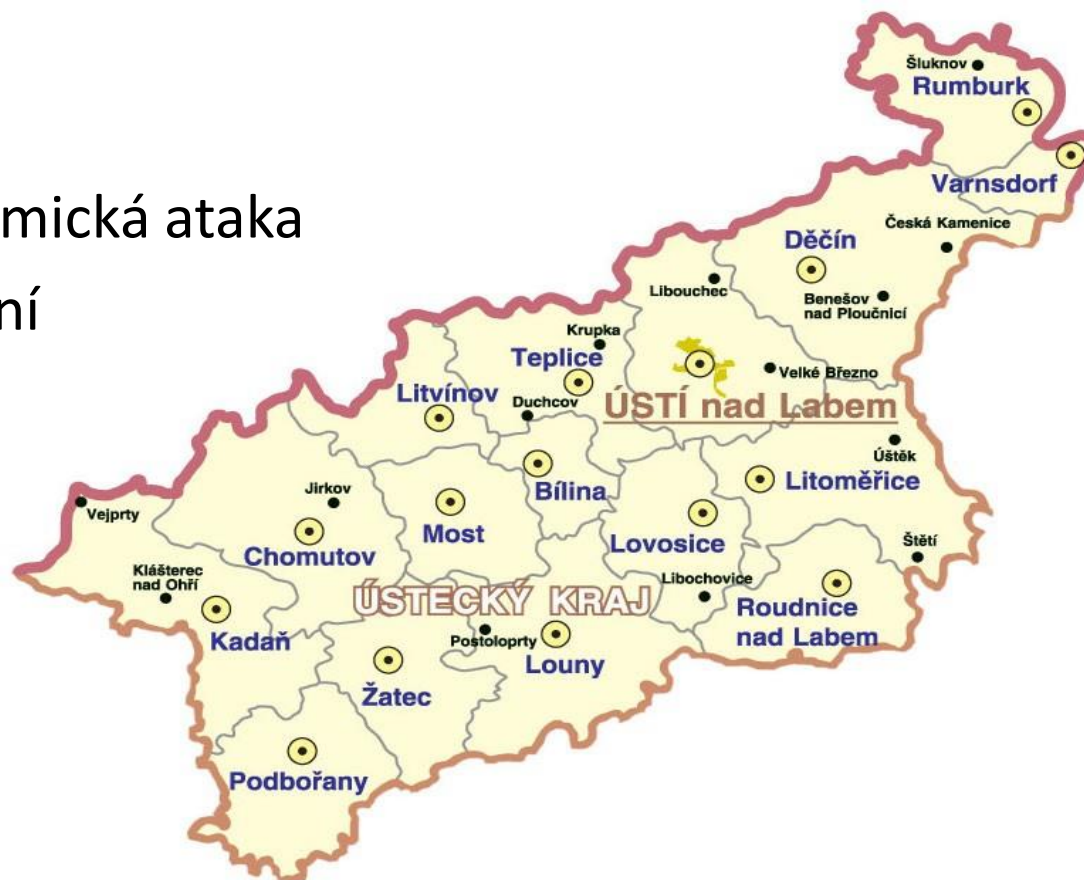 mická ataka
ní
Šluknov
Rumburk
Varnsdorf
Česká Kamenice
Děčín
Libouchec
Benešov
nad Ploučnicí
Krupka
Teplice
Velké Březno
Litvínov
Duchcov
ÚSTÍ nad Labem
Úštěk
Bílina
Litoměřice
Jirkov
Vejprty
Most
Chomutov
Lovosice
Štětí
Klášterec
nad Ohří
Libochovice
ÚSTECKÝ KRAJ
Roudnice
nad Labem
Kadaň
Postoloprty
Louny
Žatec
Podbořany